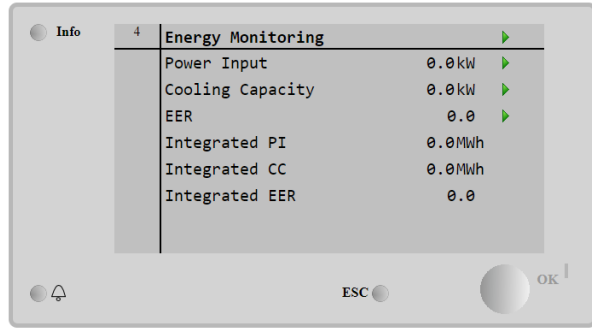 Info
4 Energy Monitoring
Power Input 0.0kW
Cooling Capacity 0.0kW
EER 0.0
Integrated PI 0.0MWh
Integrated CC 0.0MWh
Integrated EER 0.0
ESC
OK